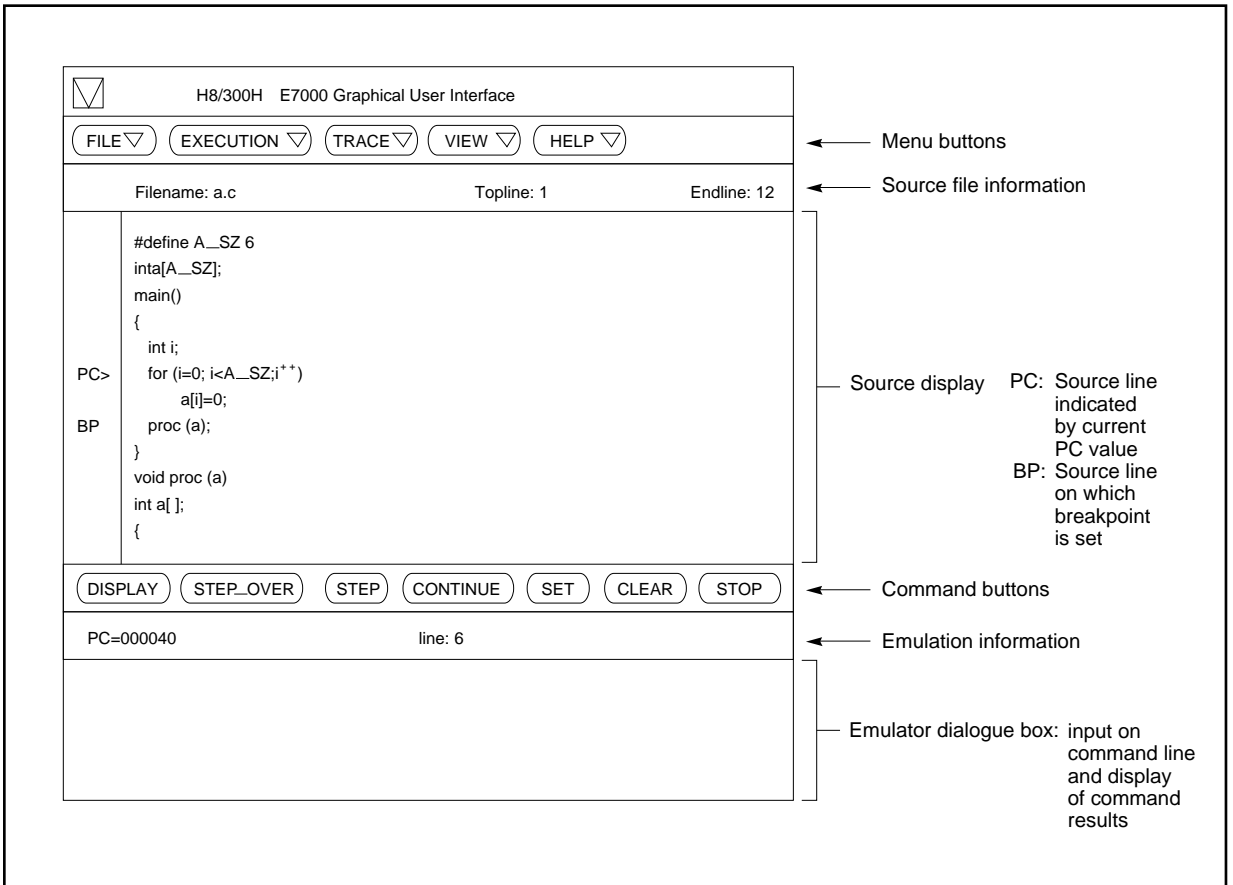 H8/300H E7000 Graphical User Interface
FILE EXECUTION TRACE VIEW HELP
Menu buttons
Filename: a.c Topline: 1 Endline: 12
Source file information
#define A_SZ 6
inta[A_SZ];
main()
{
int i;
PC> for (i=0; i<A_SZ;i++)
a[i]=0;
BP proc (a);
}
void proc (a)
int a[ ];
{
Source display
PC: Source line
indicated
by current
PC value
BP: Source line
on which
breakpoint
is set
DISPLAY STEP_OVER STEP CONTINUE SET CLEAR STOP
Command buttons
PC=000040 line: 6
Emulation information
Emulator dialogue box: input on
command line
and display
of command
results